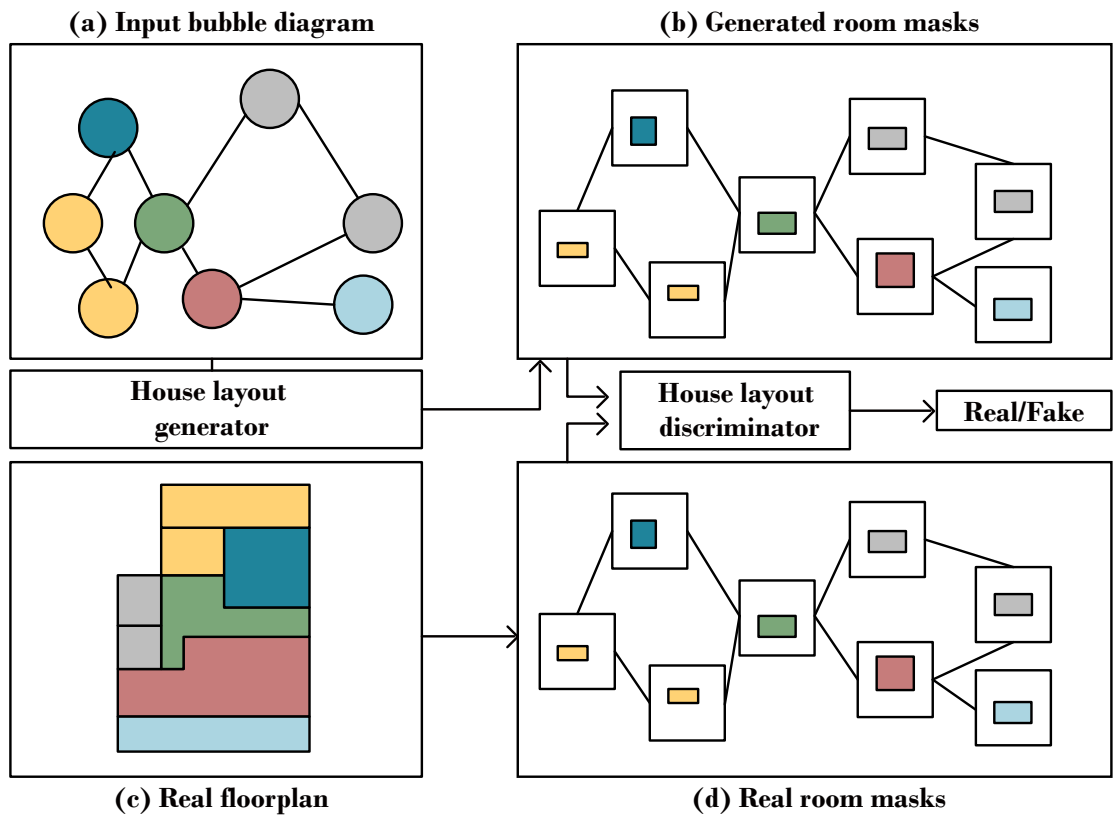 (a) Input bubble diagram
(b) Generated room masks
House layout
generator
House layout
discriminator
Real/Fake
(c) Real floorplan
(d) Real room masks